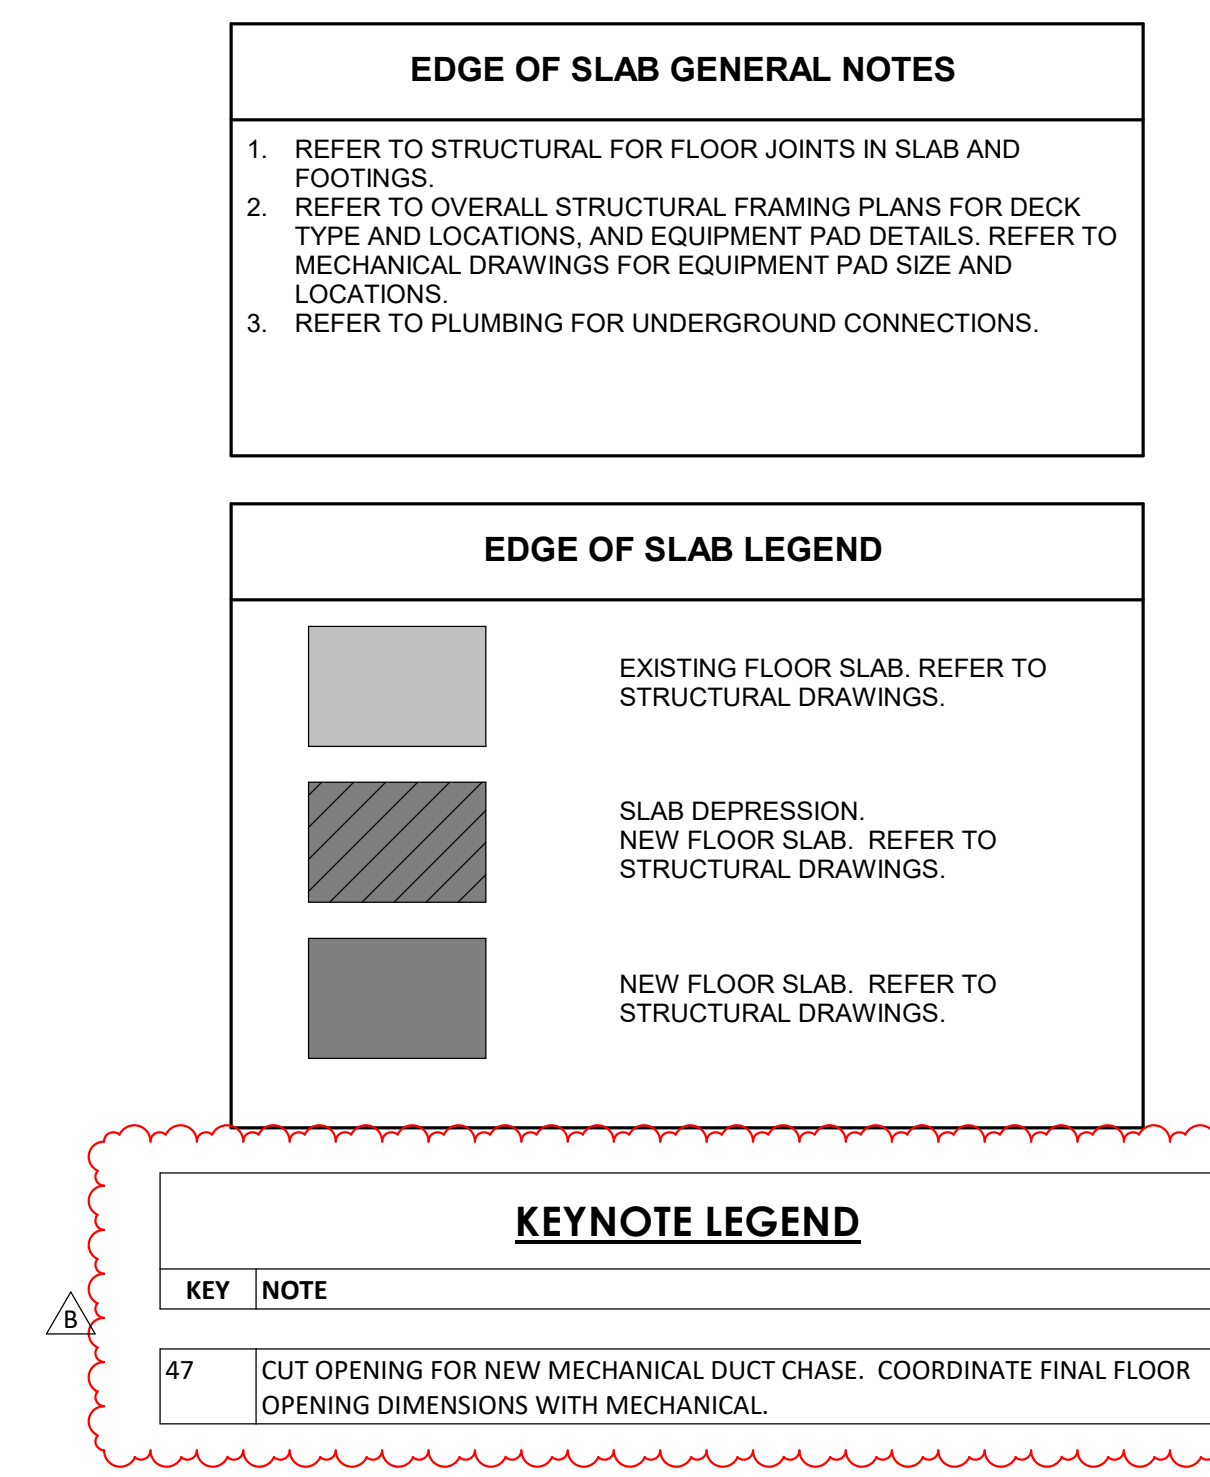 EDGE OF SLAB GENERAL NOTES
1. REFER TO STRUCTURAL FOR FLOOR JOINTS IN SLAB AND
FOOTINGS.
2. REFER TO OVERALL STRUCTURAL FRAMING PLANS FOR DECK
TYPE AND LOCATIONS, AND EQUIPMENT PAD DETAILS. REFER TO
MECHANICAL DRAWINGS FOR EQUIPMENT PAD SIZE AND
LOCATIONS.
3. REFER TO PLUMBING FOR UNDERGROUND CONNECTIONS.
EDGE OF SLAB LEGEND
EXISTING FLOOR SLAB. REFER TO
STRUCTURAL DRAWINGS.
SLAB DEPRESSION.
NEW FLOOR SLAB.  REFER TO
STRUCTURAL DRAWINGS.
NEW FLOOR SLAB.  REFER TO
STRUCTURAL DRAWINGS.
KEYNOTE LEGEND
KEY NOTE
B
47 CUT OPENING FOR NEW MECHANICAL DUCT CHASE.  COORDINATE FINAL FLOOR
OPENING DIMENSIONS WITH MECHANICAL.